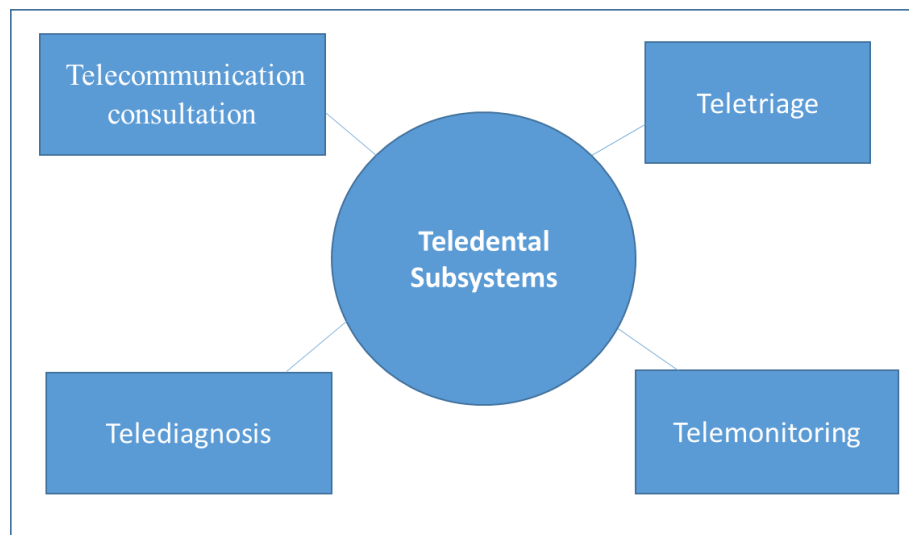 Telecommunication
consultation
Teletriage
Teledental
Subsystems
Telediagnosis
Telemonitoring